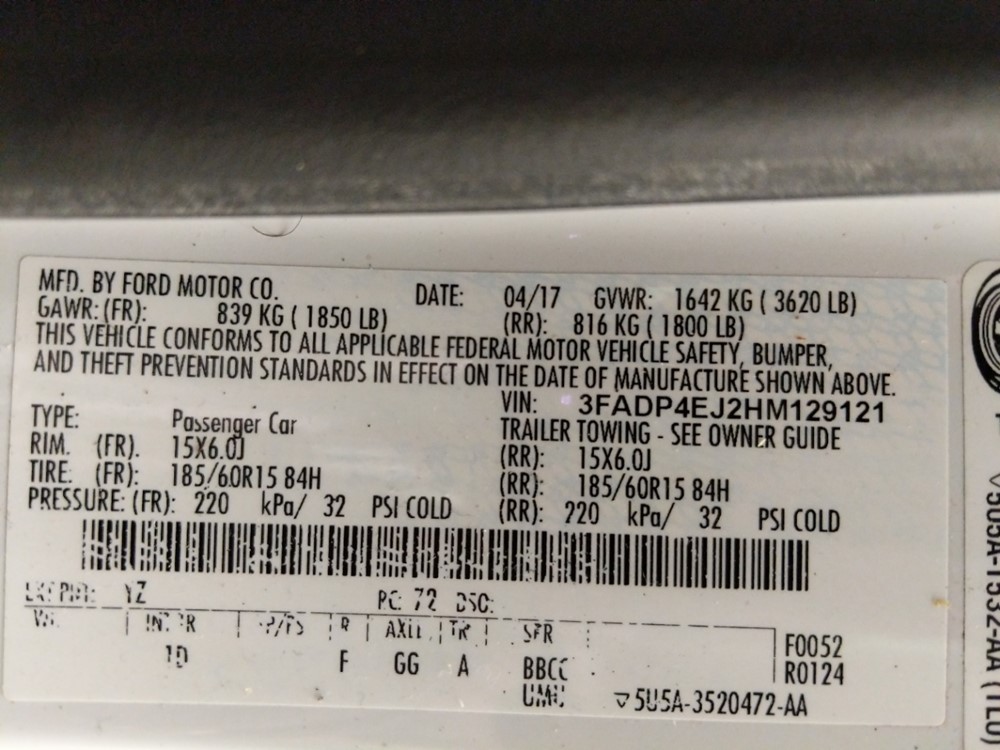 MFD. BY FORD MOTOR CO. DATE: 04/17 GVWR: 1642 KG ( 3620 LB)
GAWR: (FR): 839 KG ( 1850 LB) (RR): 816 KG ( 1800 LB)
THIS VEHICLE CONFORMS TO ALL APPLICABLE FEDERAL MOTOR VEHICLE SAFETY, BUMPER,
AND THEFT PREVENTION STANDARDS IN EFFECT ON THE DATE OF MANUFACTURE SHOWN ABOVE.
VIN: 3FADP4EJ2HM129121
TYPE: Passenger Car TRAILER TOWING - SEE OWNER GUIDE
RIM. (FR). 15X6.0J (RR): 15X6.0J
TIRE: (FR): 185/60R15 84H (RR): 185/60R15 84H
PRESSURE: (FR): 220 kPa/ 32 PSI COLD (RR): 220 kPa/ 32 PSI COLD
YZ PC: 72 DSO:
R AXLE TR
F0052
1D F GG A R0124
▽5U5A-3520472-AA